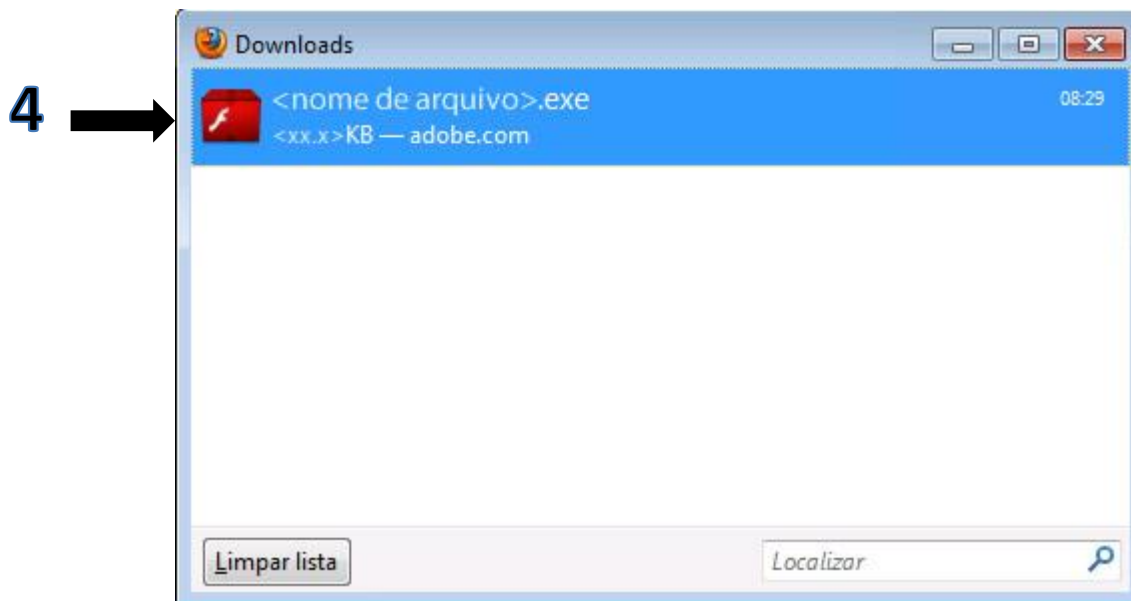 Downloads
4
<nome de arquivo>.exe
08:29
<xx.x>KB — adobe.com
Limpar lista
Localizar